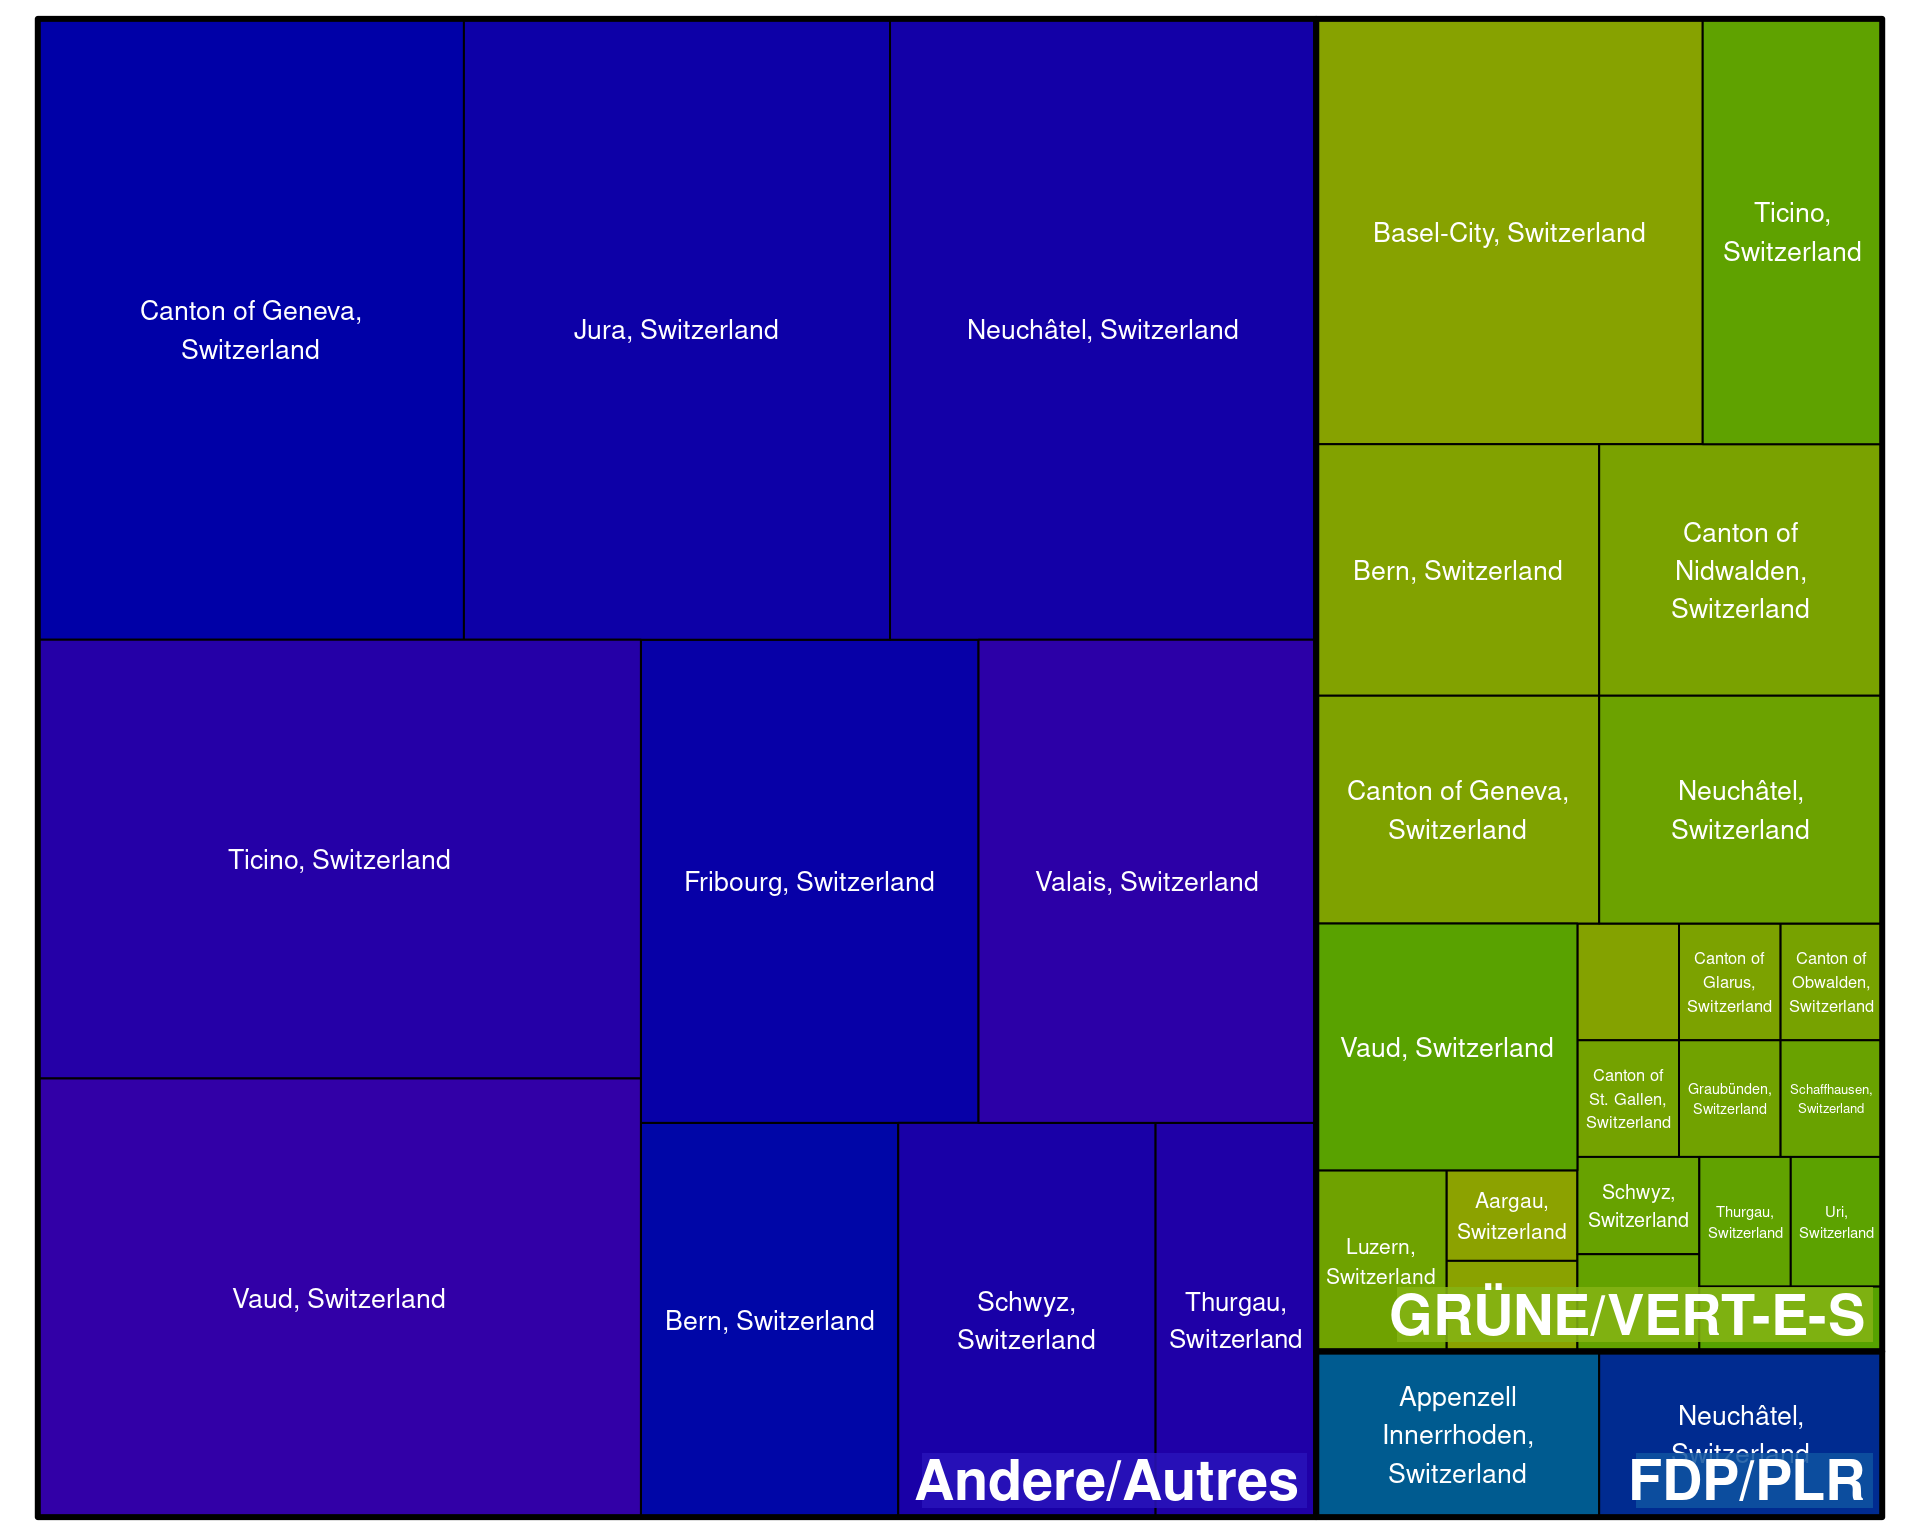 Canton of Geneva,
Switzerland
Jura, Switzerland
Neuchâtel, Switzerland
Ticino, Switzerland
Fribourg, Switzerland
Valais, Switzerland
Vaud, Switzerland
Bern, Switzerland
Schwyz,
Switzerland
Thurgau,
Switzerland
Andere/Autres
Basel-City, Switzerland
Ticino,
Switzerland
Bern, Switzerland
Canton of
Nidwalden,
Switzerland
Canton of Geneva,
Switzerland
Neuchâtel,
Switzerland
Vaud, Switzerland
Canton of
Glarus,
Switzerland
Canton of
Obwalden,
Switzerland
Canton of
St. Gallen,
Switzerland
Graubünden,
Switzerland
Schaffhausen,
Switzerland
Luzern,
Switzerland
Aargau,
Switzerland
Schwyz,
Switzerland
Thurgau,
Switzerland
Uri,
Switzerland
GRÜNE/VERT-E-S
Appenzell
Innerrhoden,
Switzerland
Neuchâtel,
Switzerland
FDP/PLR